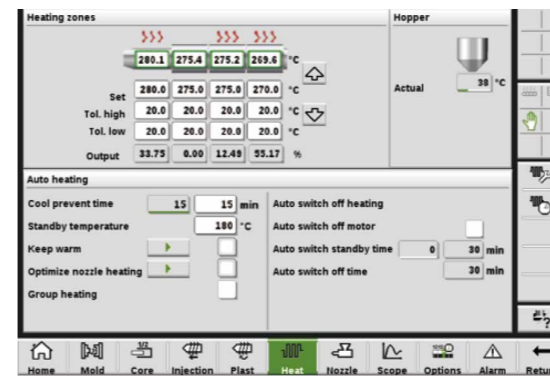 Heating zones Hopper
280.1 275.4 275.2 269.6 °C
Actual 38 °C
Set 280.0 275.0 275.0 270.0 °C
Tol. high 20.0 20.0 20.0 20.0 °C
Tol. low 20.0 20.0 20.0 20.0 °C
Output 33.75 0.00 12.49 55.17 %
Auto heating
Cool prevent time 15 15 min Auto switch off heating
Standby temperature 180 °C Auto switch off motor
Keep warm Auto switch standby time 0 30 min
Optimize nozzle heating Auto switch off time 30 min
Group heating
Home Mold Core Injection Plast Heat Nozzle Scope Options Alarm Retur